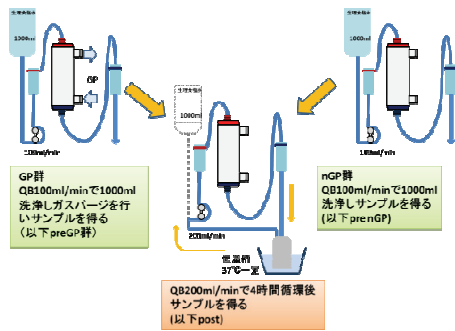 生理食塩水
1000ml
GP
100ml/min
GP群
QB100ml/minで1000ml
洗浄しガスパージを行
いサンプルを得る
(以下preGP群)
生理食塩水
1000ml
200ml/min
恒温槽
37℃一定
QB200ml/minで4時間循環後
サンプルを得る
(以下post)
生理食塩水
1000ml
100ml/min
nGP群
QB100ml/minで1000ml
洗浄しサンプルを得る
(以下prenGP)